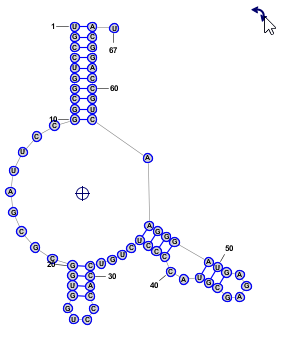 1 U A U
G C
C G 67
C G
U A
G C
G C 60
C G
G U
10 G C
C
C
U A
U
A
G A
C U G G
G C C G
C U C A 50
20 G C G C U G
G C 30 C A G A
U A 40 G C A
G C G
G C
U C